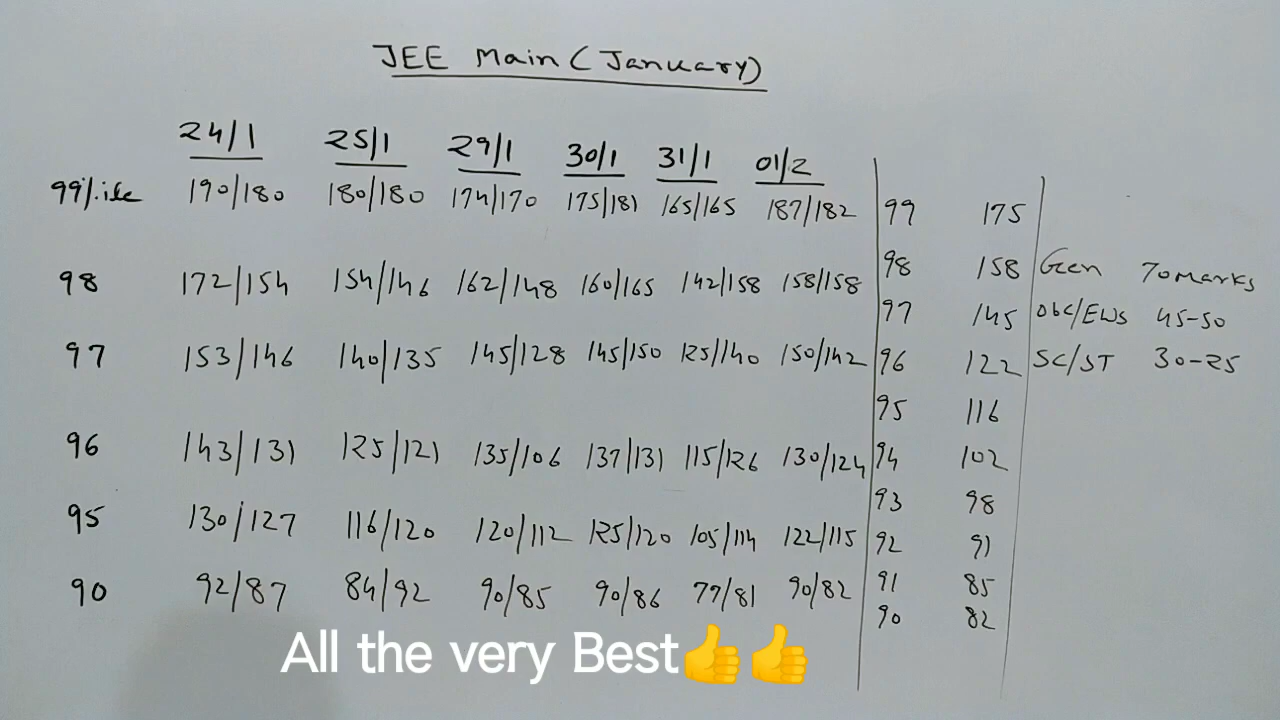 JEE Main (January)
24/1 25/1 29/1 30/1 31/1 01/2
99%ile 190/180 180/180 174/170 175/181 165/165 187/182
99 175
98 172/154 154/146 162/148 160/165 142/158 158/158
98 158 Gen 70 marks
97 145 Obc/EWS 45-50
97 153/146 140/135 145/128 145/150 125/140 150/142
96 122 SC/ST 30-25
95 116
96 143/131 125/121 135/106 137/131 115/126 130/124
94 102
93 98
95 130/127 116/120 120/112 125/120 105/114 122/115
92 91
90 92/87 84/92 90/85 90/86 79/81 90/82
91 85
90 82
All the very Best👍👍